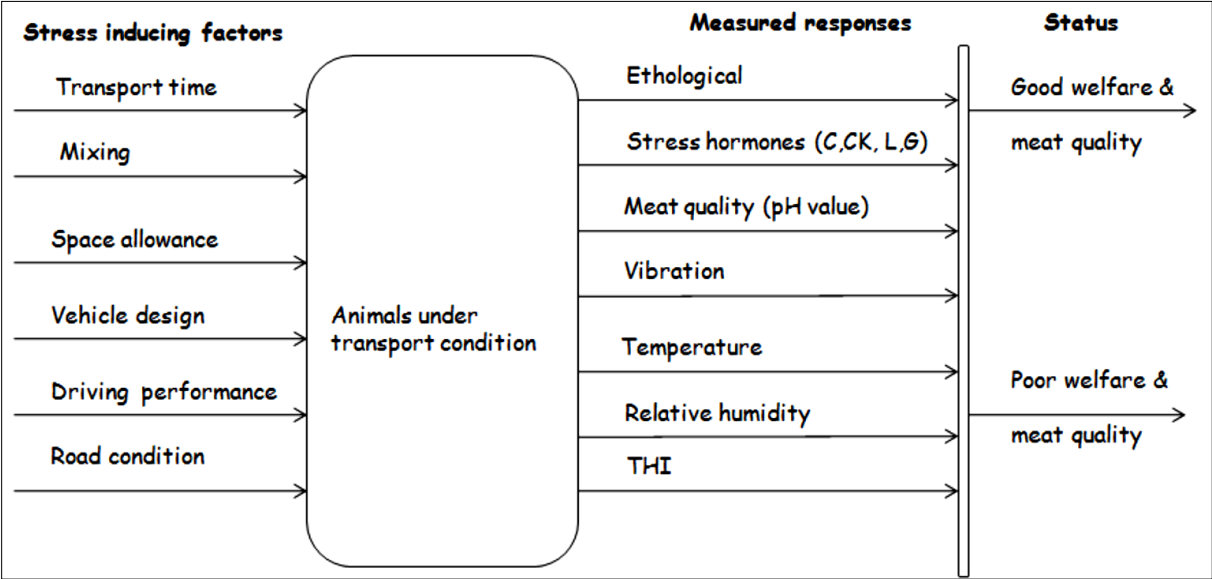 Stress inducing factors
Transport time
Mixing
Space allowance
Vehicle design
Driving performance
Road condition
Animals under
transport condition
Measured responses
Ethological
Stress hormones (C,CK, L,G)
Meat quality (pH value)
Vibration
Temperature
Relative humidity
THI
Status
Good welfare &
meat quality
Poor welfare &
meat quality